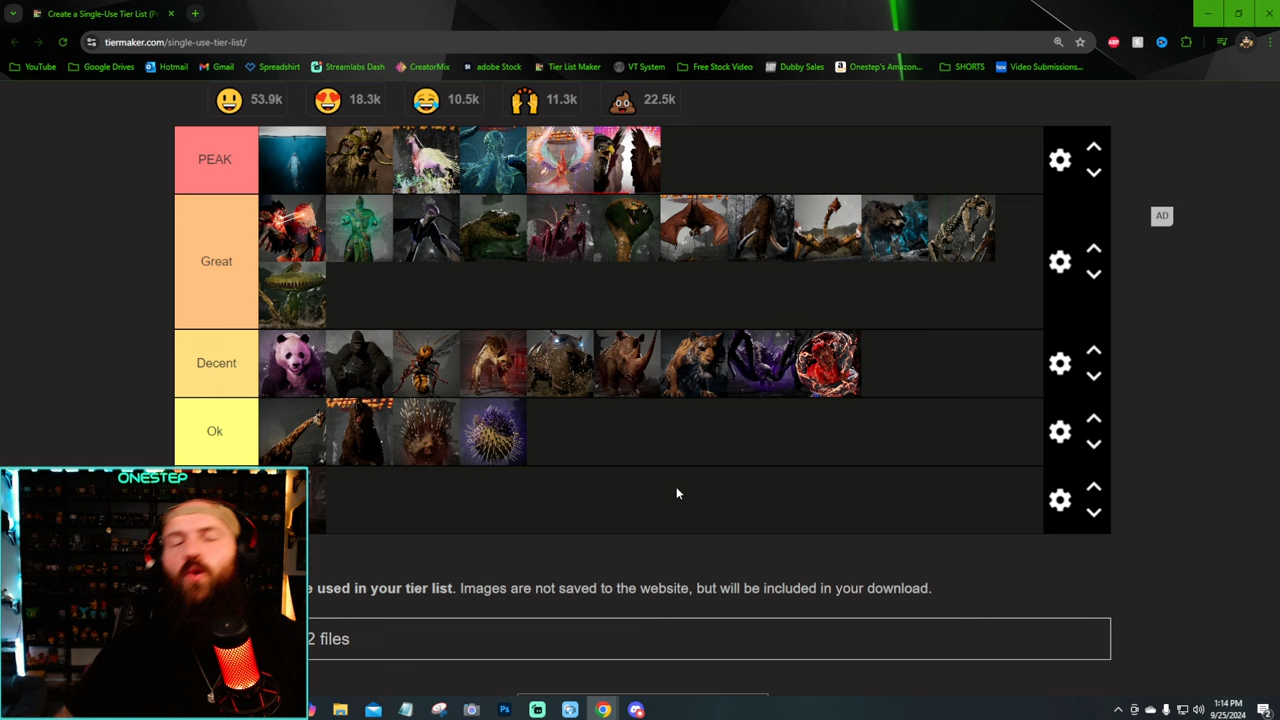 Create a Single-Use Tier List (P
tiermaker.com/single-use-tier-list/
YouTube Google Drives Hotmail Gmail Spreadshirt Streamlabs Dash CreatorMix adobe Stock Tier List Maker VT System Free Stock Video Dubby Sales Onestep's Amazon... SHORTS Video Submissions...
53.9k 18.3k 10.5k 11.3k 22.5k
PEAK
AD
Great
Decent
Ok
ONESTEP
used in your tier list. Images are not saved to the website, but will be included in your download.
2 files
1:14 PM
9/25/2024